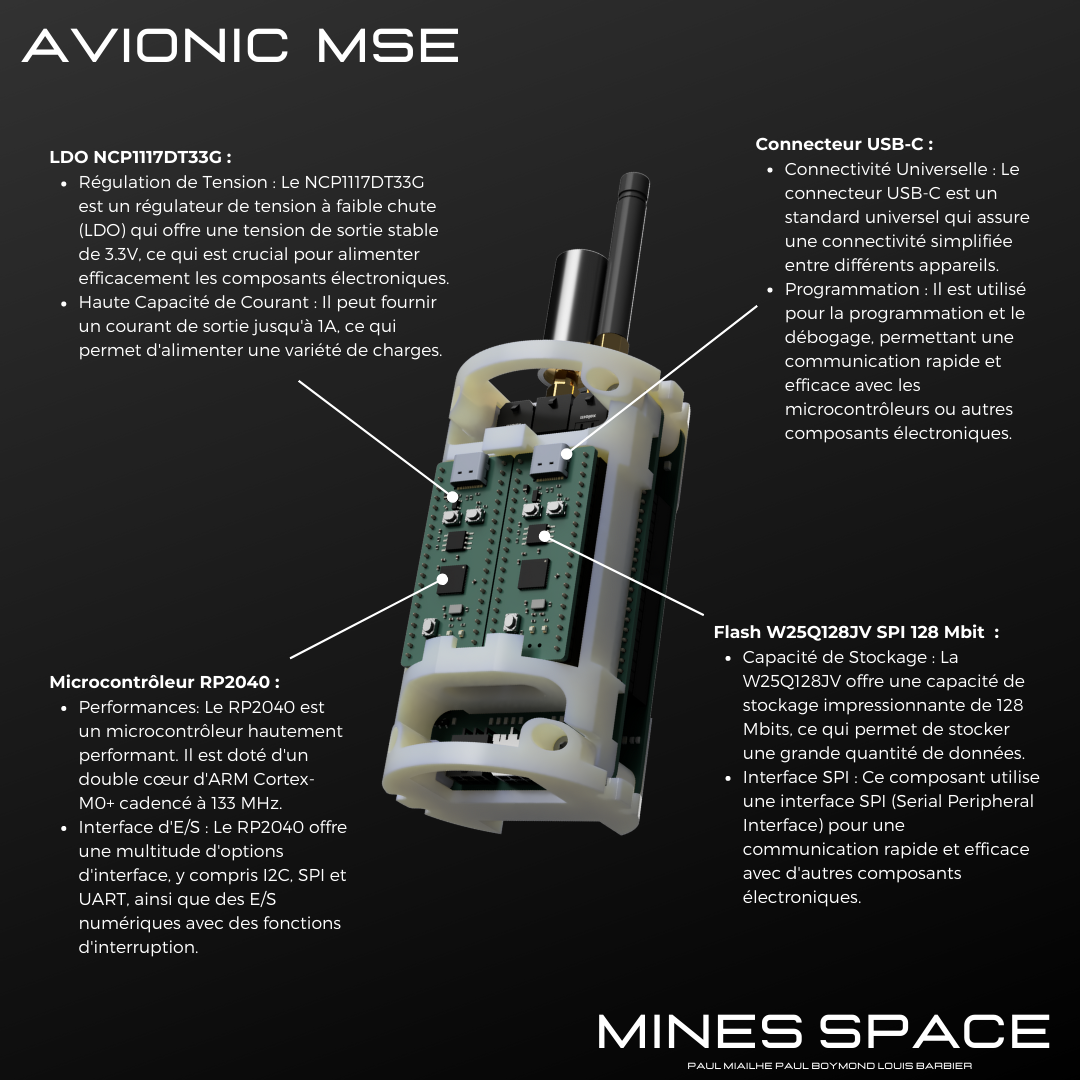 AVIONIC MSE
LDO NCP1117DT33G :
• Régulation de Tension : Le NCP1117DT33G
est un régulateur de tension à faible chute
(LDO) qui offre une tension de sortie stable
de 3.3V, ce qui est crucial pour alimenter
efficacement les composants électroniques.
• Haute Capacité de Courant : Il peut fournir
un courant de sortie jusqu'à 1A, ce qui
permet d'alimenter une variété de charges.
Connecteur USB-C :
• Connectivité Universelle : Le
connecteur USB-C est un
standard universel qui assure
une connectivité simplifiée
entre différents appareils.
• Programmation : Il est utilisé
pour la programmation et le
débogage, permettant une
communication rapide et
efficace avec les
microcontrôleurs ou autres
composants électroniques.
Microcontrôleur RP2040 :
• Performances: Le RP2040 est
un microcontrôleur hautement
performant. Il est doté d'un
double cœur d'ARM Cortex-
M0+ cadencé à 133 MHz.
• Interface d'E/S : Le RP2040 offre
une multitude d'options
d'interface, y compris I2C, SPI et
UART, ainsi que des E/S
numériques avec des fonctions
d'interruption.
Flash W25Q128JV SPI 128 Mbit :
• Capacité de Stockage : La
W25Q128JV offre une capacité de
stockage impressionnante de 128
Mbits, ce qui permet de stocker
une grande quantité de données.
• Interface SPI : Ce composant utilise
une interface SPI (Serial Peripheral
Interface) pour une
communication rapide et efficace
avec d'autres composants
électroniques.
MINES SPACE
PAUL MIAILHE PAUL BOYMOND LOUIS BARBIER